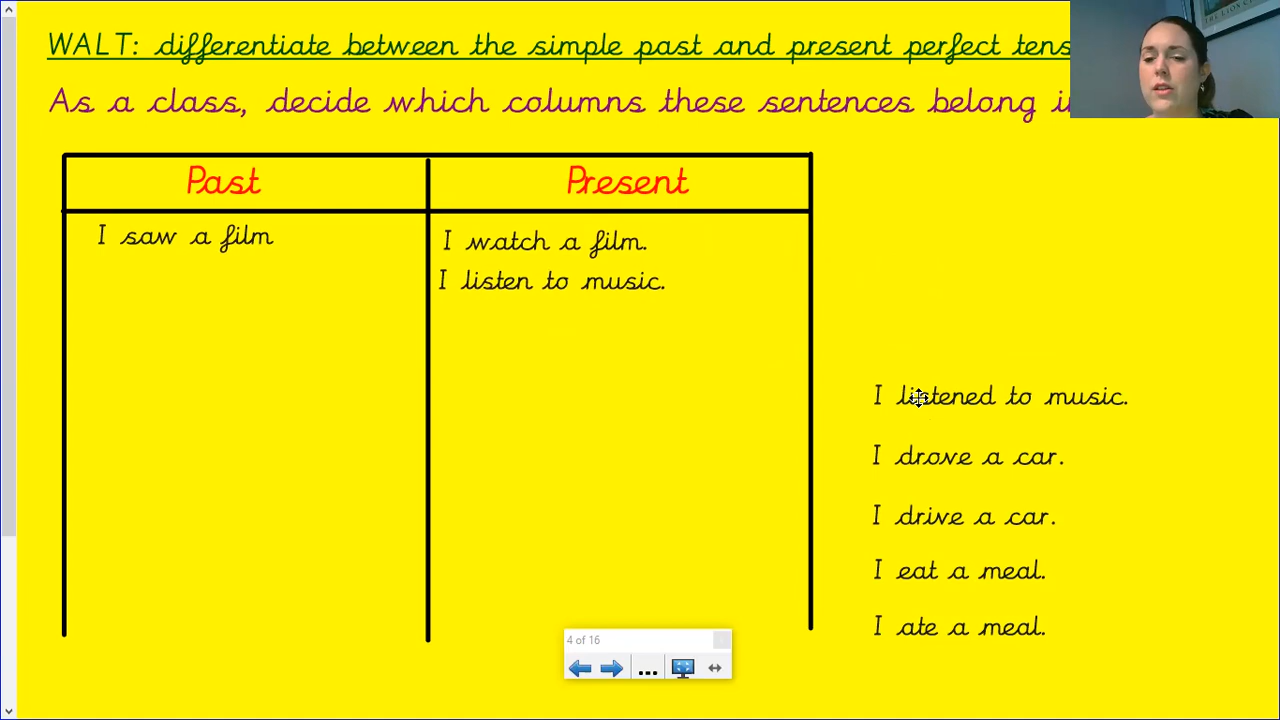 WALT: differentiate between the simple past and present perfect
As a class, decide which columns these sentences belong
Past
Present
I saw a film
I watch a film.
I listen to music.
I listened to music.
I drove a car.
I drive a car.
I eat a meal.
I ate a meal.
4 of 16